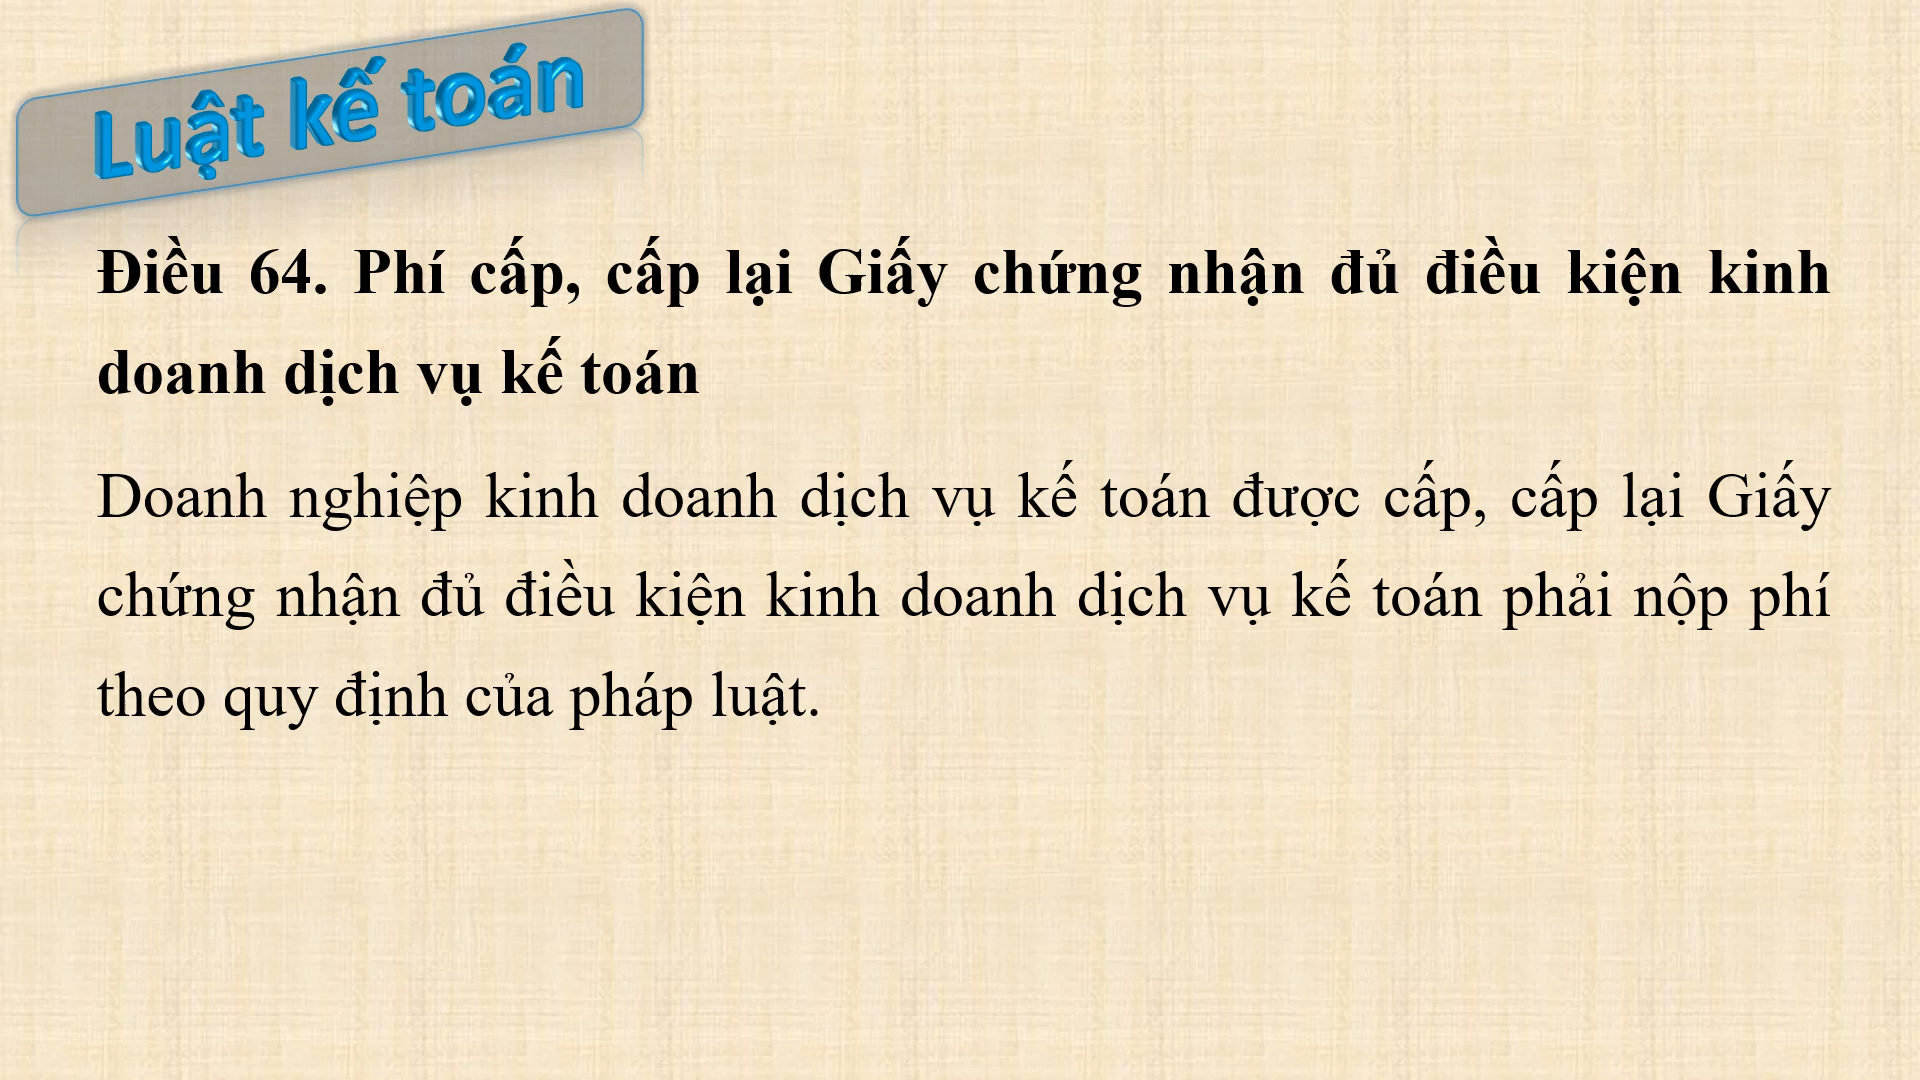 Luật kế toán
Điều 64. Phí cấp, cấp lại Giấy chứng nhận đủ điều kiện kinh
doanh dịch vụ kế toán
Doanh nghiệp kinh doanh dịch vụ kế toán được cấp, cấp lại Giấy
chứng nhận đủ điều kiện kinh doanh dịch vụ kế toán phải nộp phí
theo quy định của pháp luật.